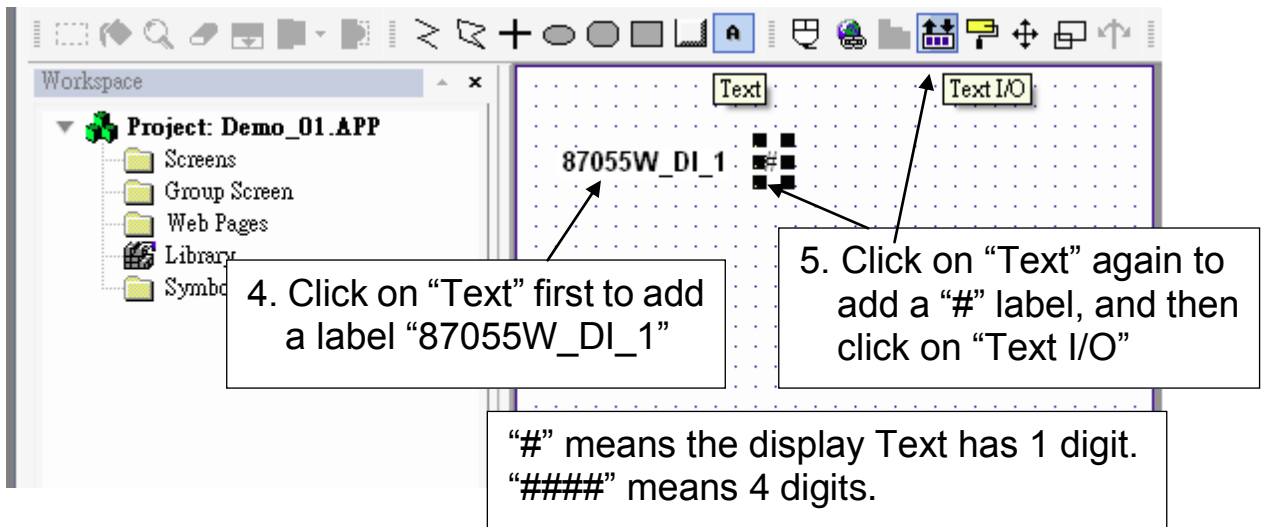 A
Workspace
Text
Text I/O
Project: Demo_01.APP
Screens
Group Screen
Web Pages
Library
Symbo
87055W_DI_1 #
4. Click on “Text” first to add
a label “87055W_DI_1”
5. Click on “Text” again to
add a “#” label, and then
click on “Text I/O”
“#” means the display Text has 1 digit.
“####” means 4 digits.